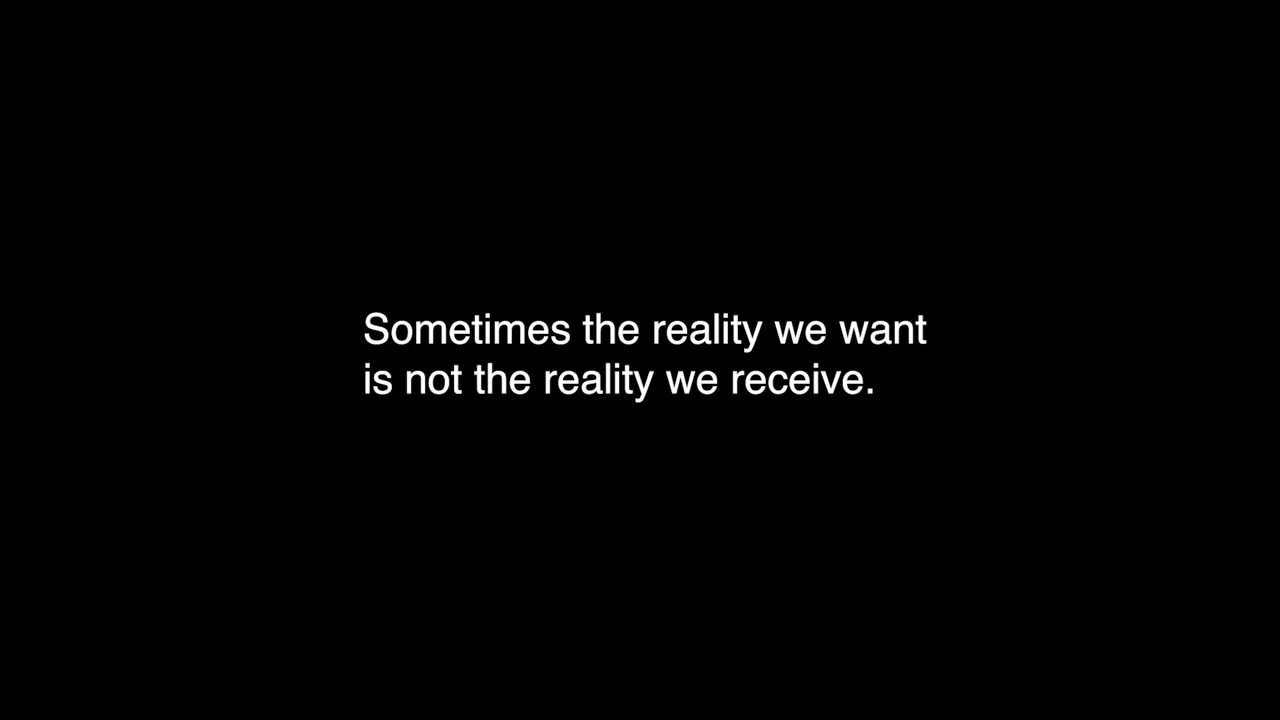 Sometimes the reality we want
is not the reality we receive.